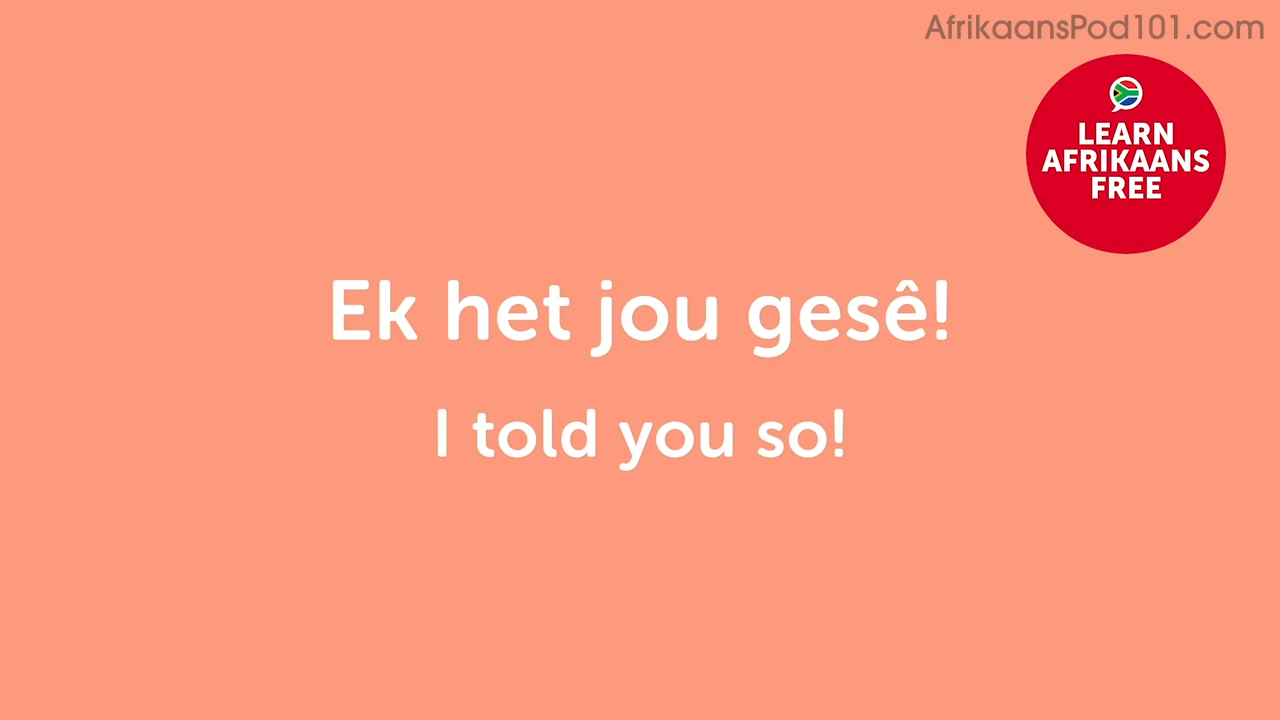 AfrikaansPod101.com
LEARN
AFRIKAANS
FREE
Ek het jou gesê!
I told you so!